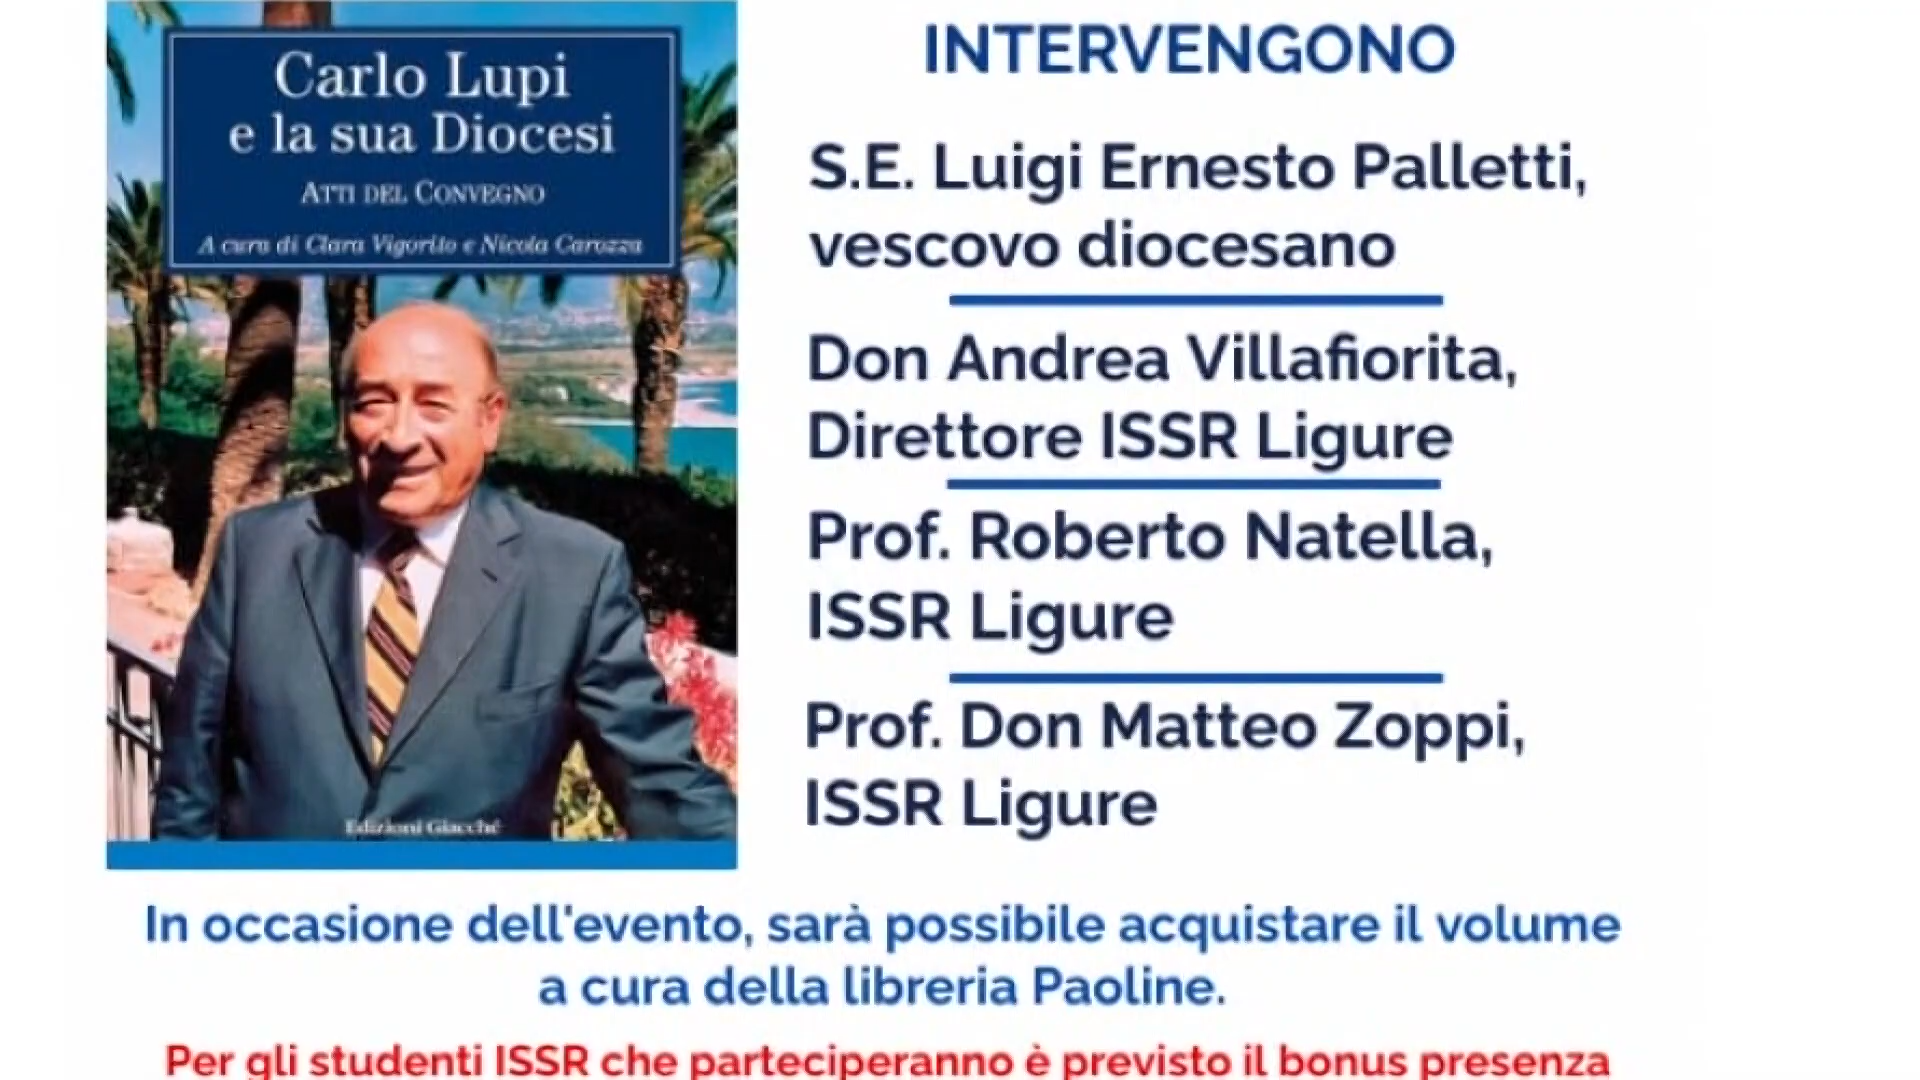 Carlo Lupi
e la sua Diocesi
ATTI DEL CONVEGNO
A cura di Clara Vigorito e Nicola Carozza
Edizioni Giacché
INTERVENGONO
S.E. Luigi Ernesto Palletti,
vescovo diocesano
Don Andrea Villafiorita,
Direttore ISSR Ligure
Prof. Roberto Natella,
ISSR Ligure
Prof. Don Matteo Zoppi,
ISSR Ligure
In occasione dell'evento, sarà possibile acquistare il volume
a cura della libreria Paoline.
Per gli studenti ISSR che parteciperanno è previsto il bonus presenza